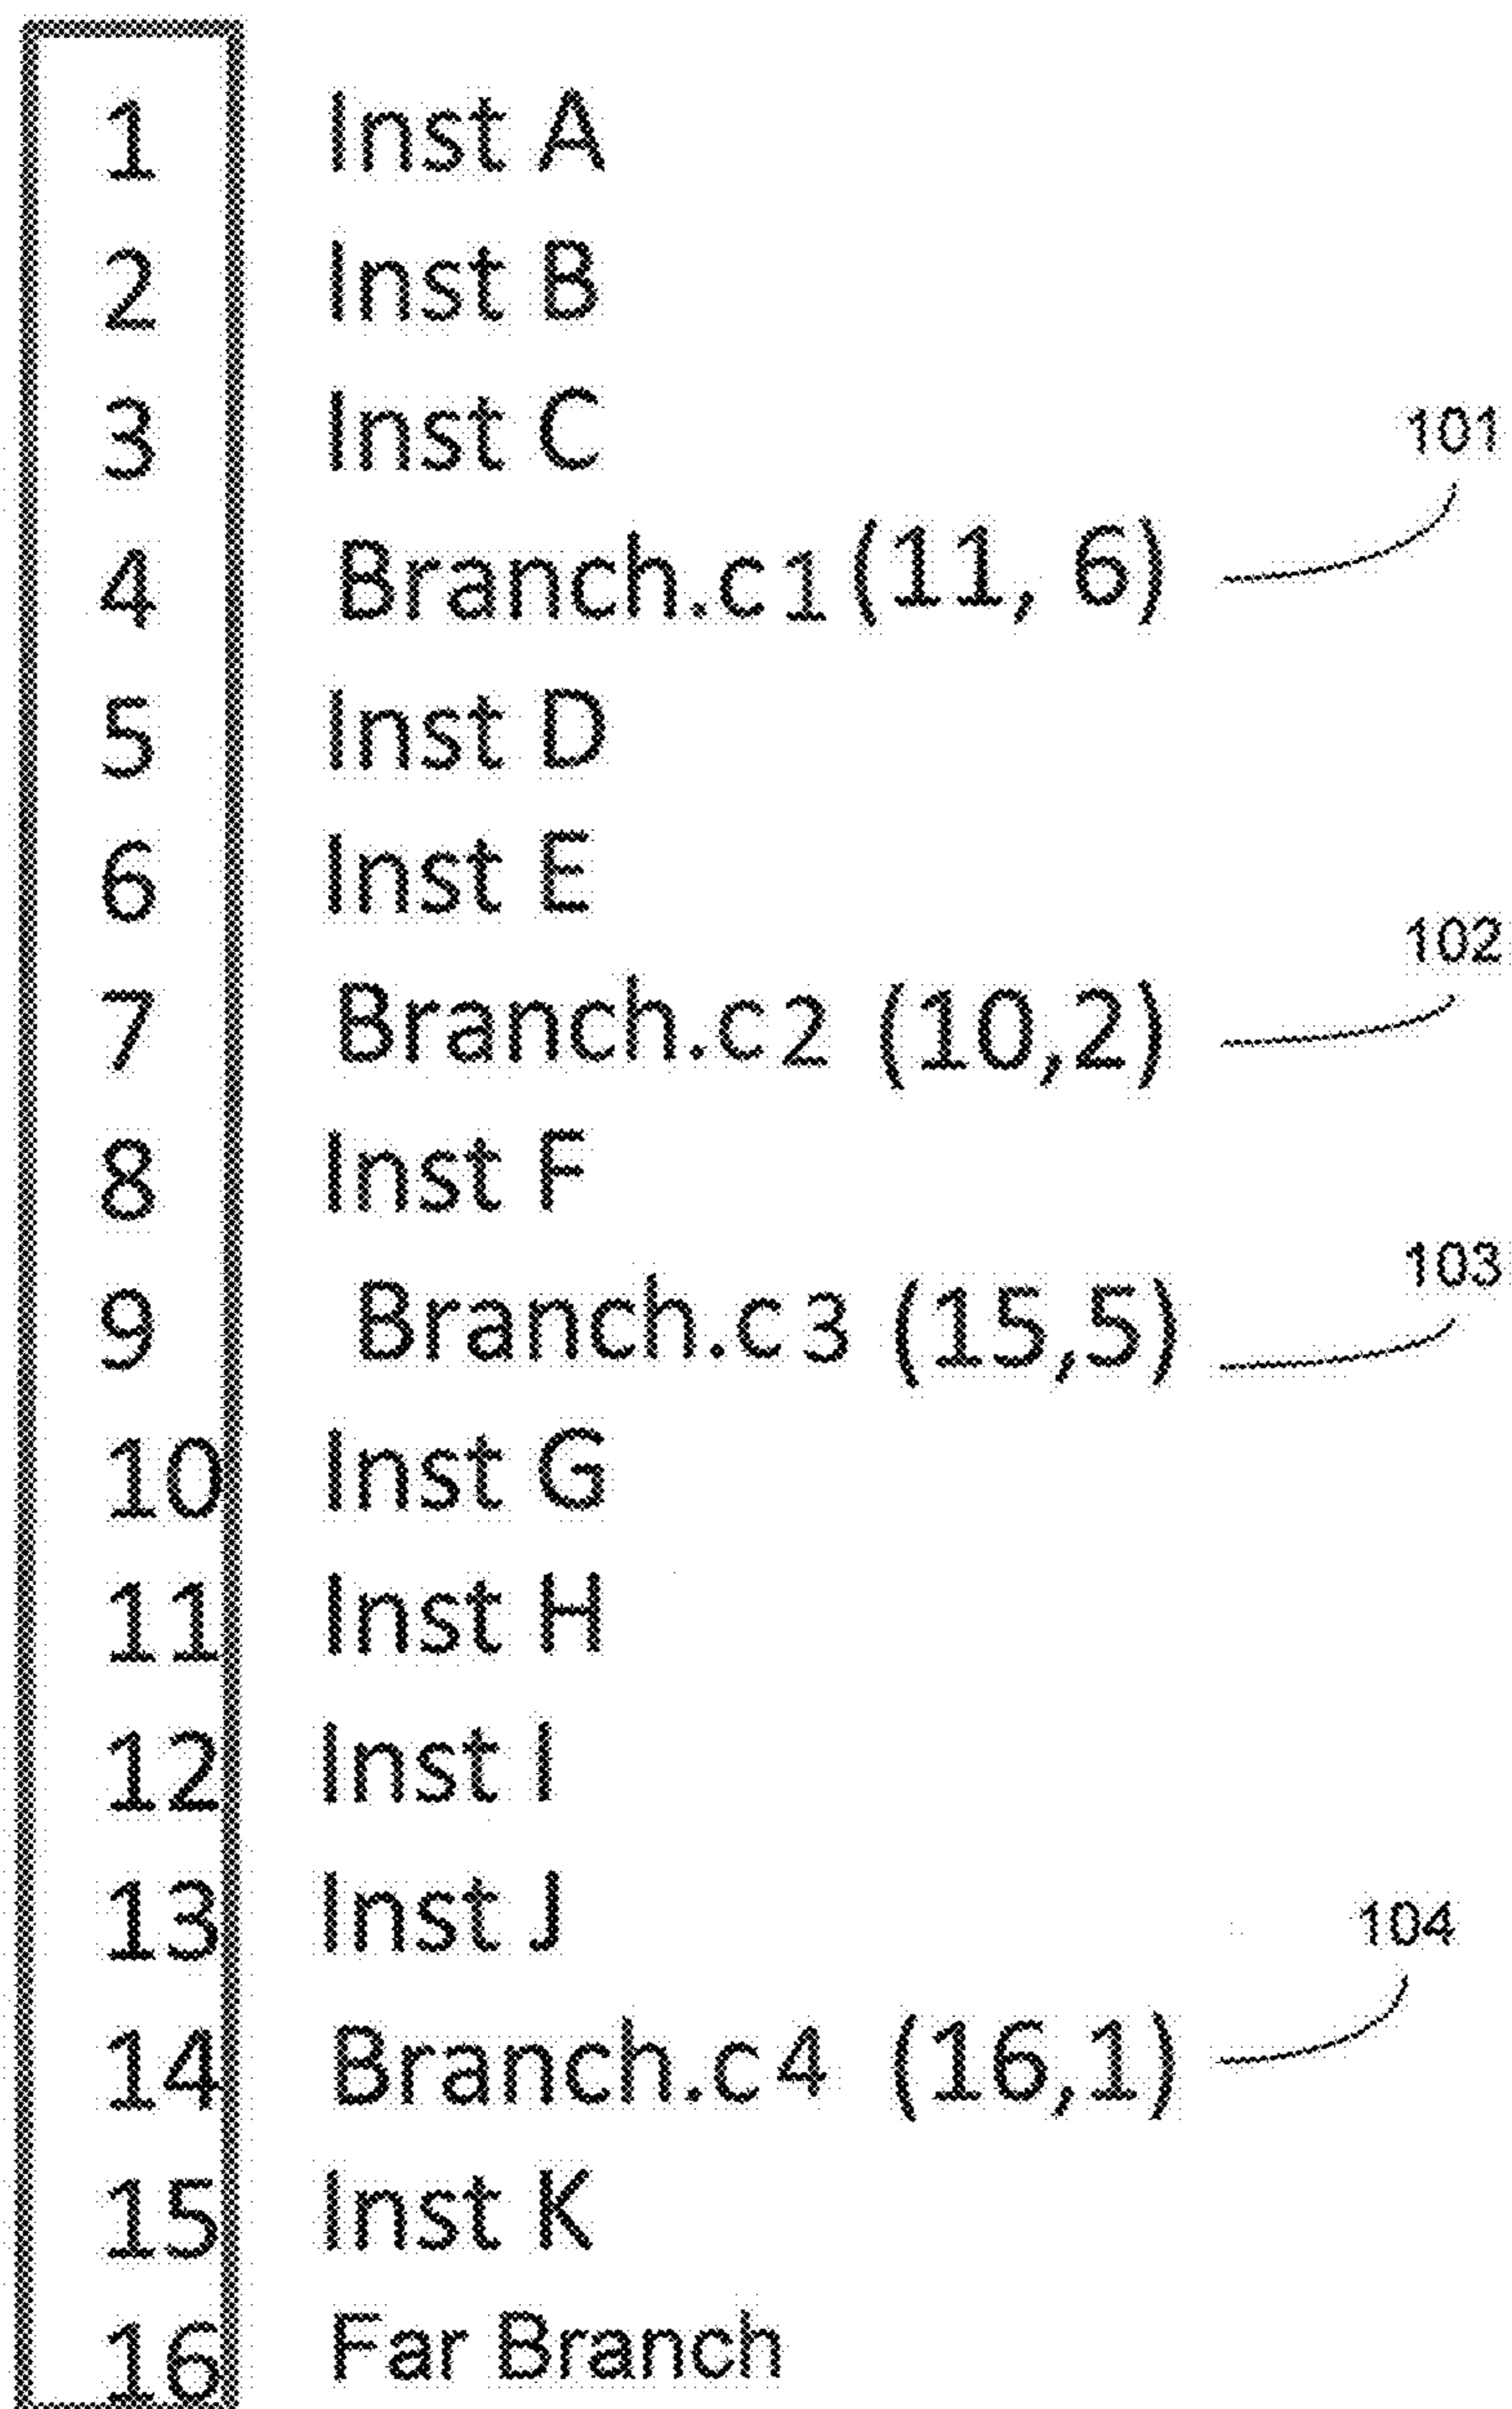 1 Inst A
2 Inst B
3 Inst C
101
4 Branch.c1 (11, 6)
5 Inst D
6 Inst E
102
7 Branch.c2 (10,2)
8 Inst F
103
9 Branch.c3 (15,5)
10 Inst G
11 Inst H
12 Inst I
13 Inst J
104
14 Branch.c4 (16,1)
15 Inst K
16 Far Branch